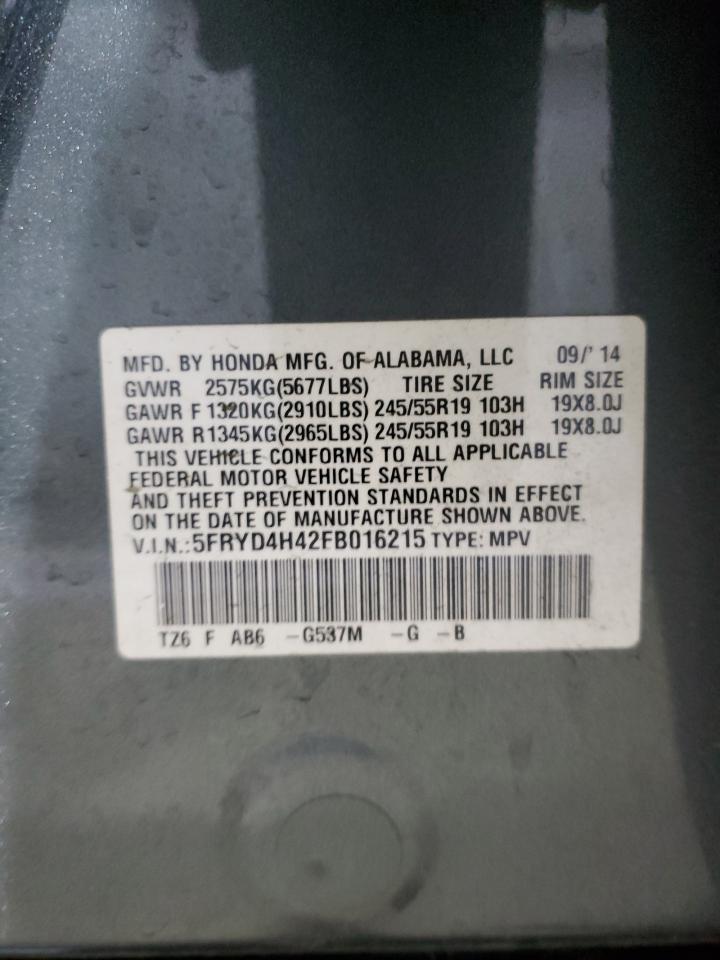 MFD. BY HONDA MFG. OF ALABAMA, LLC 09/' 14
GVWR 2575KG(5677LBS) TIRE SIZE RIM SIZE
GAWR F 1320KG(2910LBS) 245/55R19 103H 19X8.0J
GAWR R 1345KG(2965LBS) 245/55R19 103H 19X8.0J
THIS VEHICLE CONFORMS TO ALL APPLICABLE
FEDERAL MOTOR VEHICLE SAFETY
AND THEFT PREVENTION STANDARDS IN EFFECT
ON THE DATE OF MANUFACTURE SHOWN ABOVE.
V.I.N.:5FRYD4H42FB016215 TYPE: MPV
TZ6 F AB6 -G537M -G -B